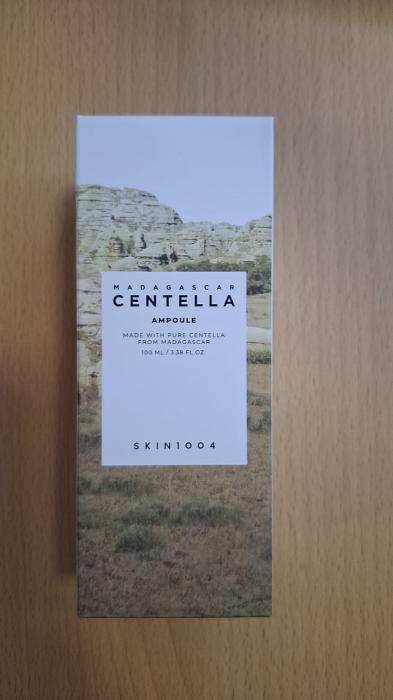 MADAGASCAR
CENTELLA
AMPOULE
MADE WITH PURE CENTELLA
FROM MADAGASCAR
100 ML / 3.38 FL.OZ.
SKIN1004